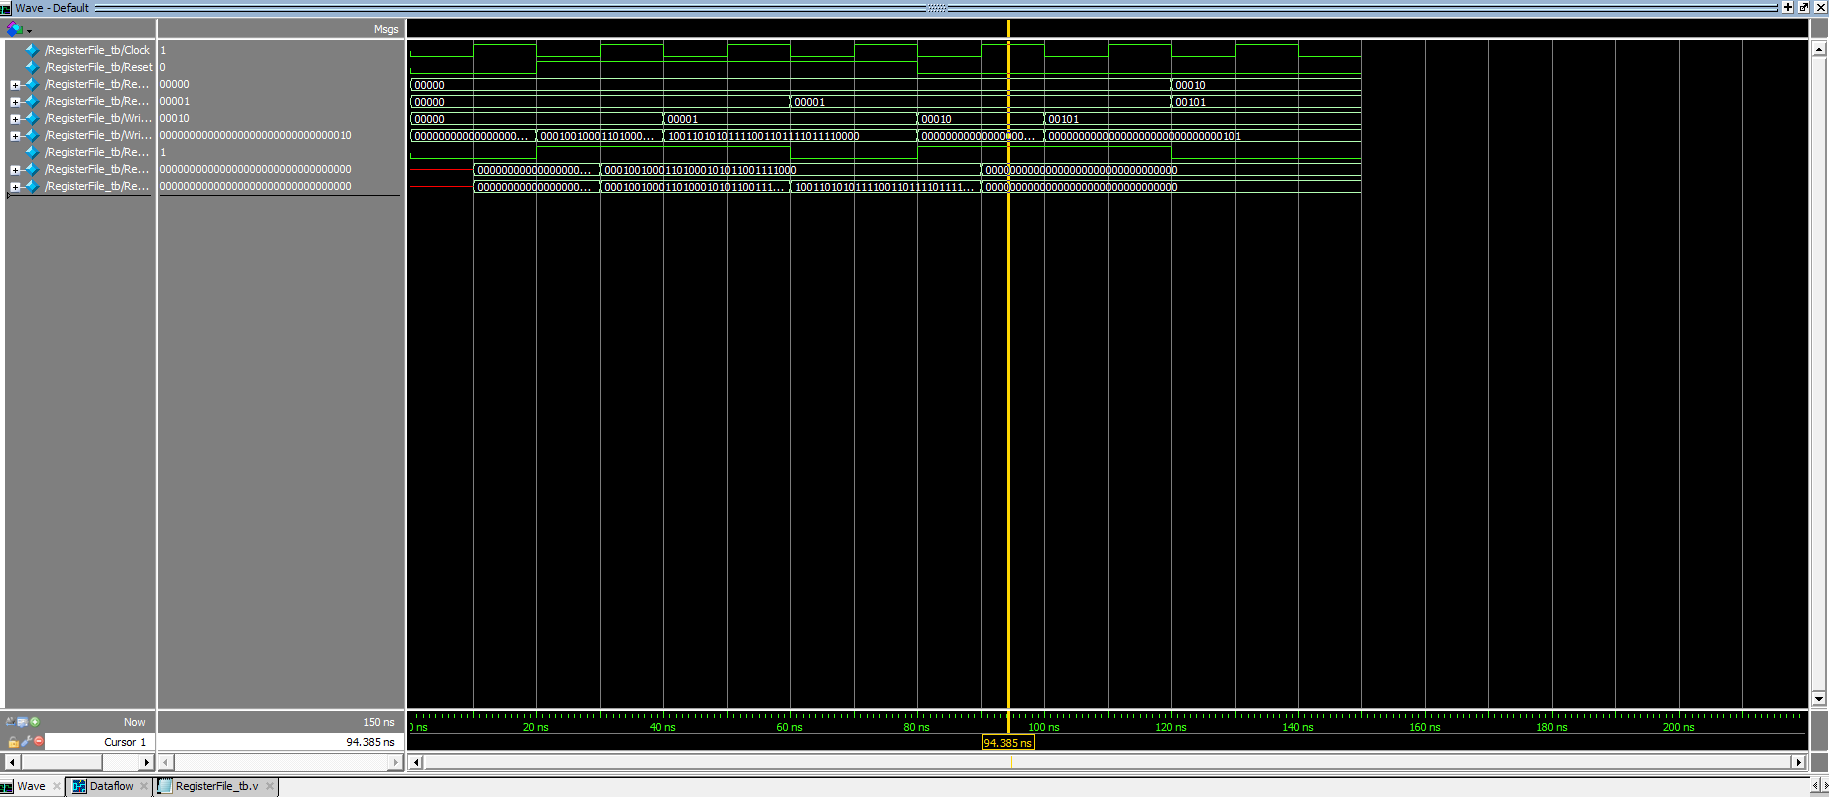 Wave - Default
Msgs
/RegisterFile_tb/Clock 1
/RegisterFile_tb/Reset 0
/RegisterFile_tb/Re... 00000 00000 00010
/RegisterFile_tb/Re... 00001 00000 00001 00101
/RegisterFile_tb/Wri... 00010 00000 00001 00010 00101
/RegisterFile_tb/Wri... 00000000000000000000000000000010 00000000000000000... 00010010001101000... 10011010101111001101111011110000 00000000000000000... 00000000000000000000000000000101
/RegisterFile_tb/Re... 1
/RegisterFile_tb/Re... 00000000000000000000000000000000 00000000000000000... 00010010001101000101011001111000 00000000000000000000000000000000
/RegisterFile_tb/Re... 00000000000000000000000000000000 00000000000000000... 0001001000110100010101100111... 1001101010111100110111101111... 00000000000000000000000000000000
Now 150 ns
0 ns 20 ns 40 ns 60 ns 80 ns 100 ns 120 ns 140 ns 160 ns 180 ns 200 ns
Cursor 1 94.385 ns 94.385 ns
Wave Dataflow RegisterFile_tb.v